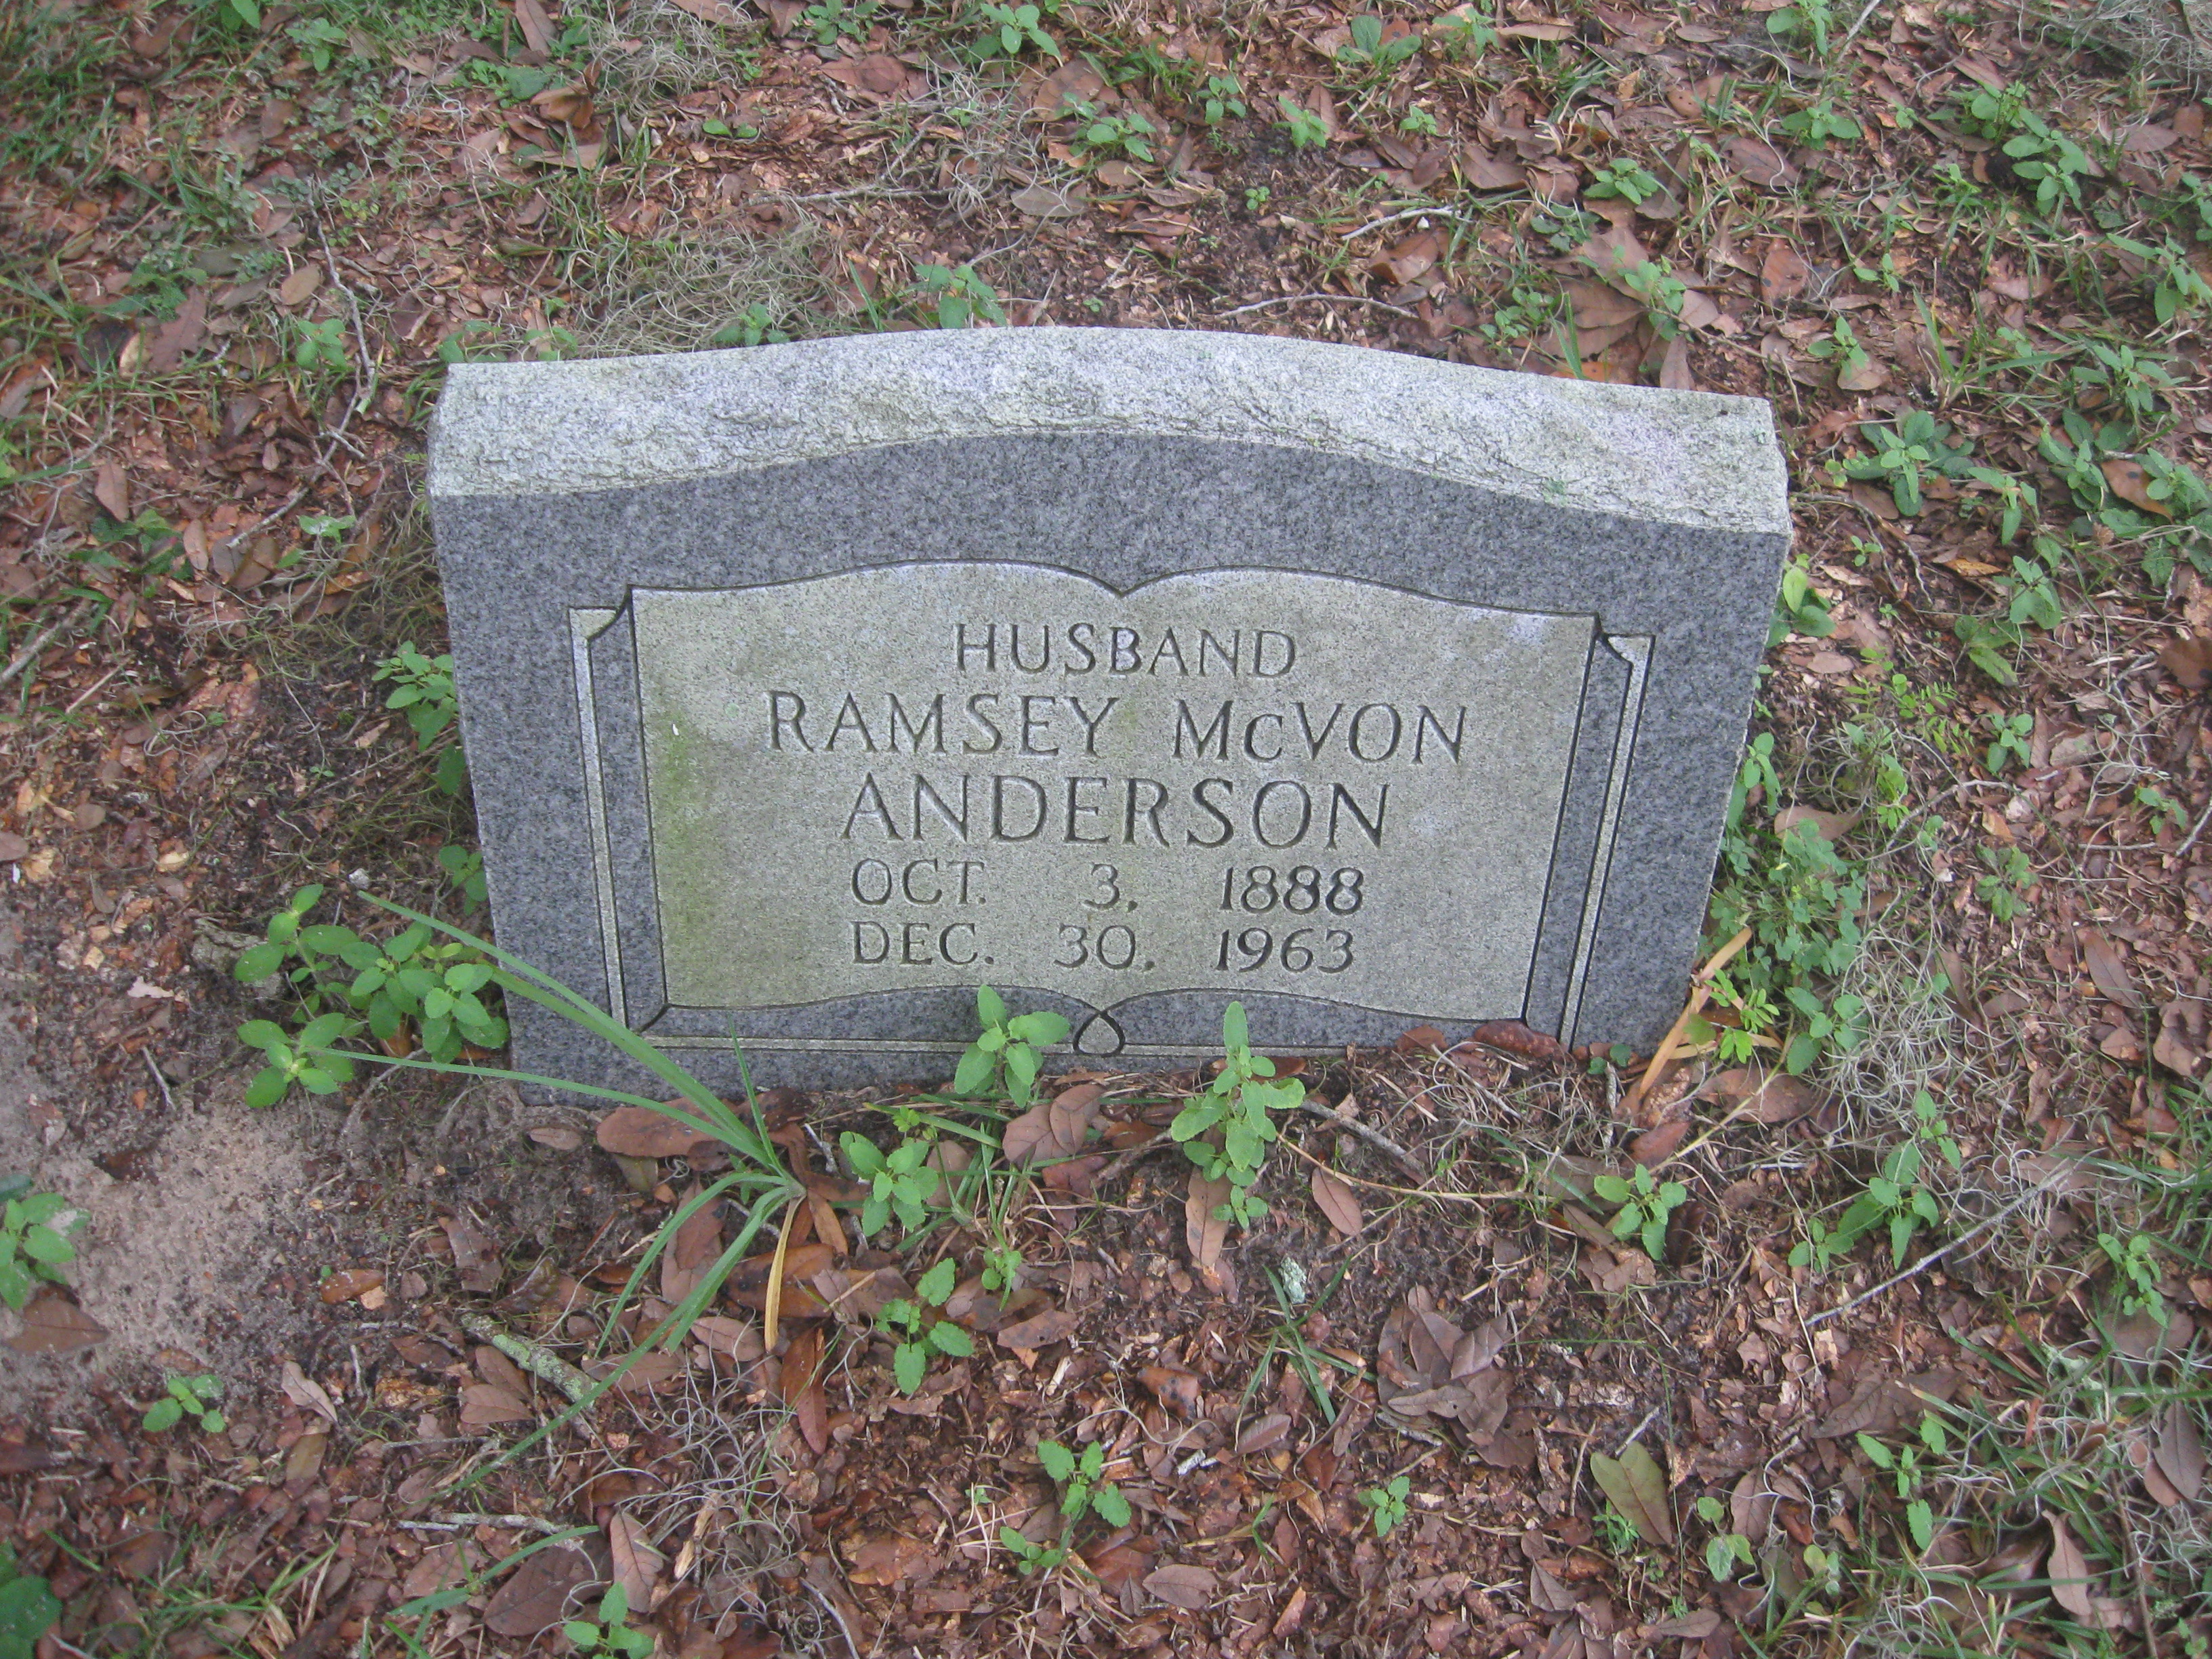 HUSBAND
RAMSEY McVON
ANDERSON
OCT. 3, 1888
DEC. 30, 1963